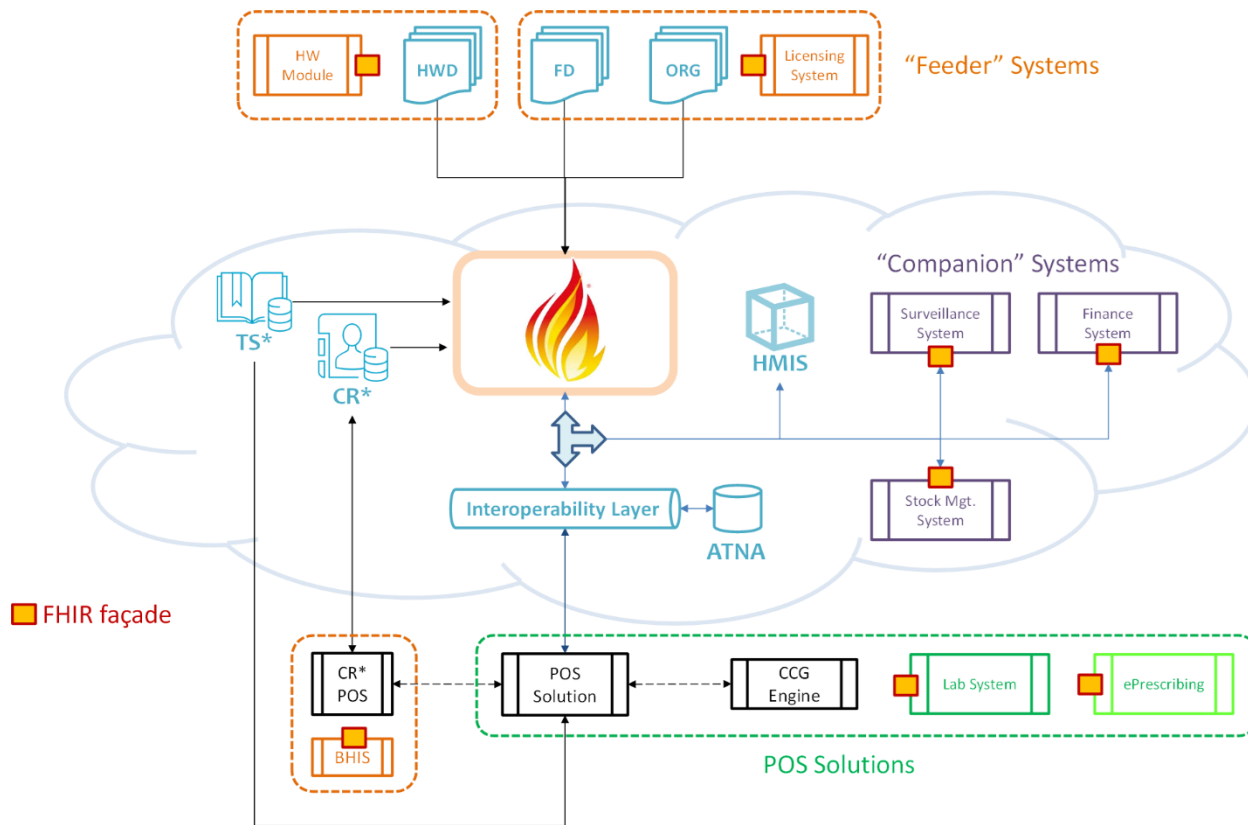 HW
Module
HWD
FD
ORG
Licensing
System
“Feeder” Systems
“Companion” Systems
TS*
CR*
HMIS
Surveillance
System
Finance
System
Interoperability Layer
ATNA
Stock Mgt.
System
FHIR façade
CR*
POS
BHIS
POS
Solution
CCG
Engine
Lab System
ePrescribing
POS Solutions